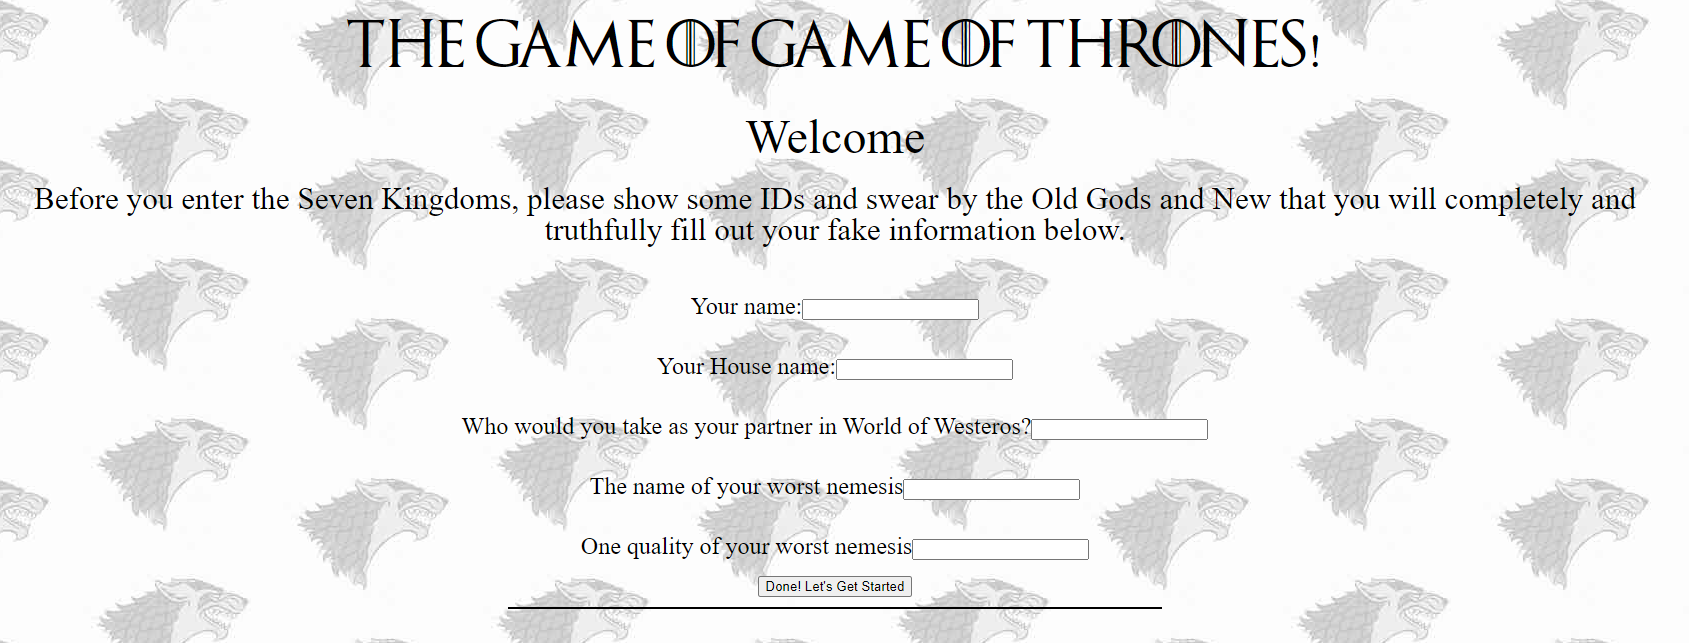 THE GAME OF GAME OF THRONES!
Welcome
Before you enter the Seven Kingdoms, please show some IDs and swear by the Old Gods and New that you will completely and
truthfully fill out your fake information below.
Your name:
Your House name:
Who would you take as your partner in World of Westeros?
The name of your worst nemesis
One quality of your worst nemesis
Done! Let's Get Started